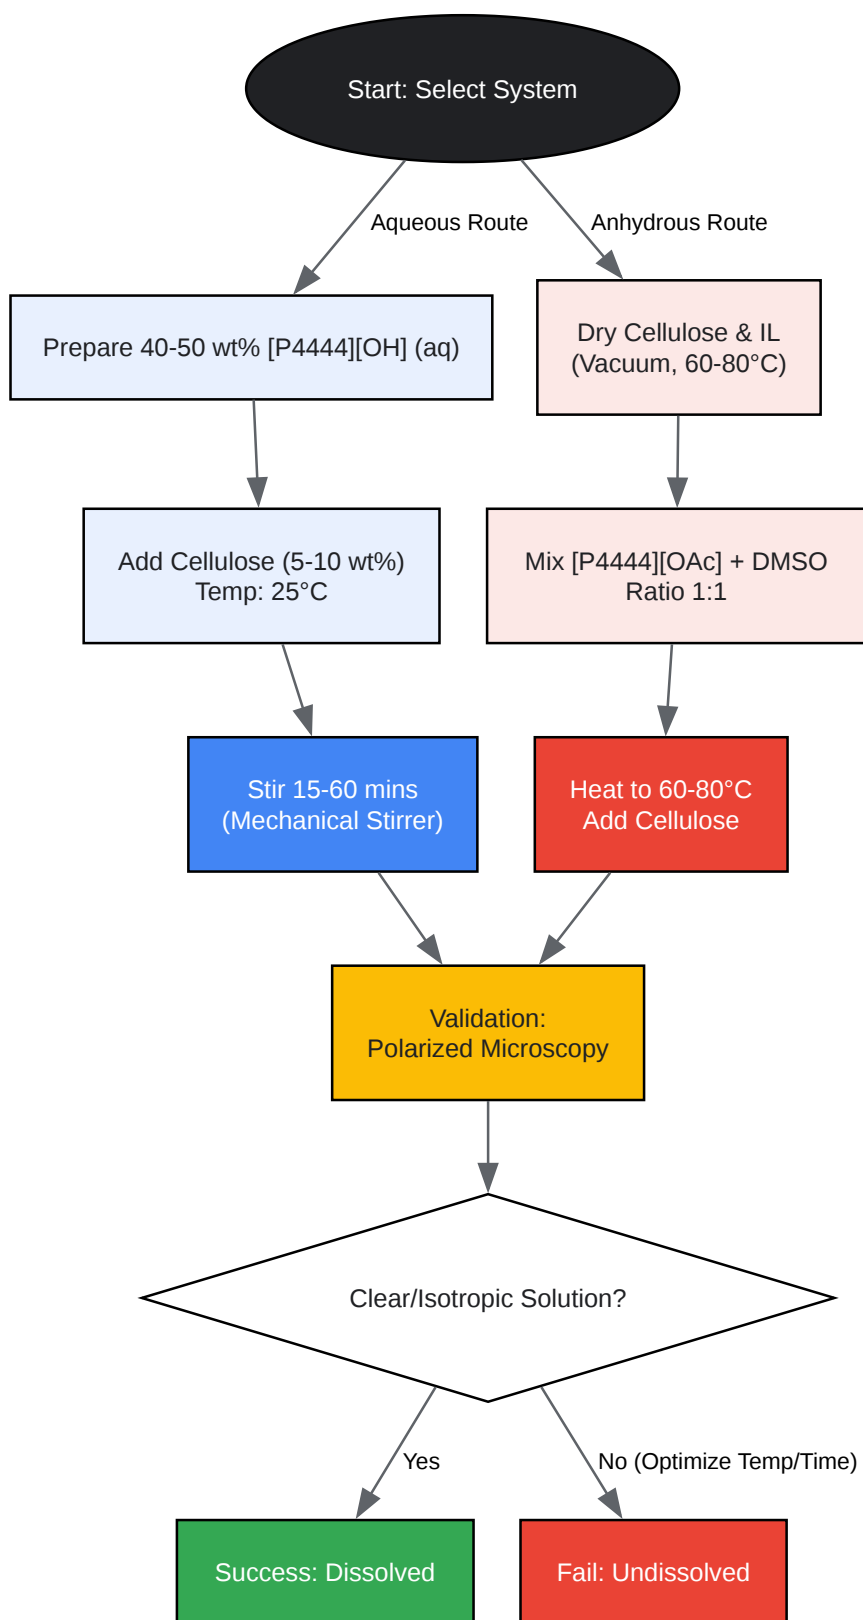 Start: Select System
Aqueous Route
Anhydrous Route
Prepare 40-50 wt% [P4444][OH] (aq)
Dry Cellulose & IL
(Vacuum, 60-80°C)
Add Cellulose (5-10 wt%)
Temp: 25°C
Mix [P4444][OAc] + DMSO
Ratio 1:1
Stir 15-60 mins
(Mechanical Stirrer)
Heat to 60-80°C
Add Cellulose
Validation:
Polarized Microscopy
Clear/Isotropic Solution?
Yes
No (Optimize Temp/Time)
Success: Dissolved
Fail: Undissolved